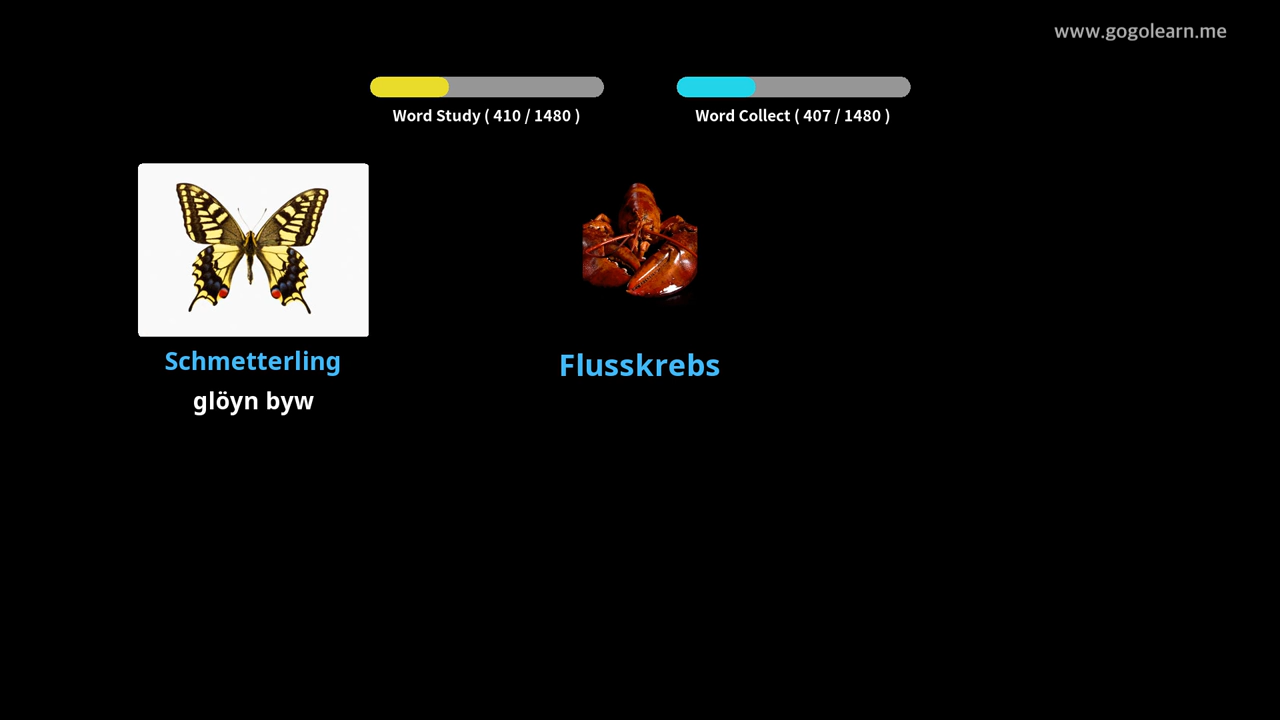 www.gogolearn.me
Word Study ( 410 / 1480 )
Word Collect ( 407 / 1480 )
Schmetterling
glöyn byw
Flusskrebs